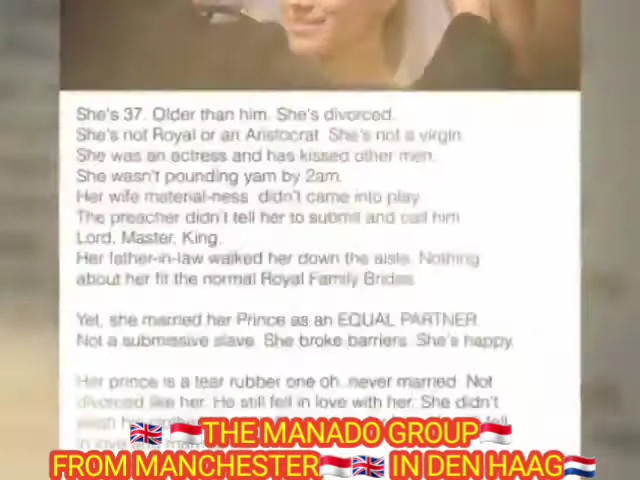 She's 37. Older than him. She's divorced.
She's not Royal or an Aristocrat. She's not a virgin.
She was an actress and has kissed other men.
She wasn't pounding yam by 2am.
Her wife material-ness didn't came into play.
The preacher didn't tell her to submit and call him
Lord, Master, King.
Her father-in-law walked her down the aisle. Nothing
about her fit the normal Royal Family Brides.
Yet, she married her Prince as an EQUAL PARTNER.
Not a submissive slave. She broke barriers. She's happy.
Her prince is a tear rubber one oh, never married. Not
divorced like her. He still fell in love with her. She didn't
🇬🇧 🇮🇩THE MANADO GROUP🇮🇩
FROM MANCHESTER🇮🇩🇬🇧 IN DEN HAAG🇳🇱